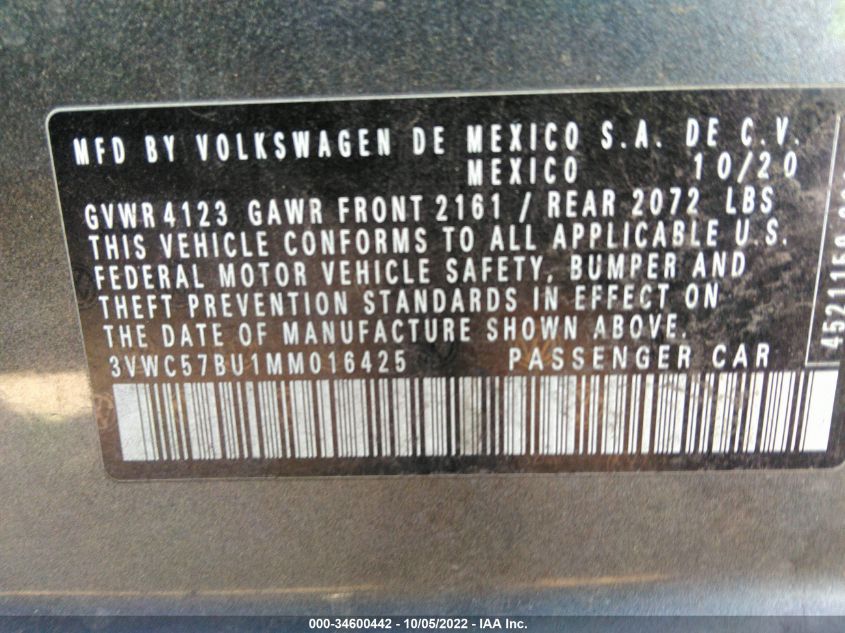 MFD BY VOLKSWAGEN DE MEXICO S.A. DE C.V.
MEXICO 10/20
GVWR 4123 GAWR FRONT 2161 / REAR 2072 LBS
THIS VEHICLE CONFORMS TO ALL APPLICABLE U.S.
FEDERAL MOTOR VEHICLE SAFETY, BUMPER AND
THEFT PREVENTION STANDARDS IN EFFECT ON
THE DATE OF MANUFACTURE SHOWN ABOVE.
3VWC57BU1MM016425 PASSENGER CAR
000-34600442 - 10/05/2022 - IAA Inc.